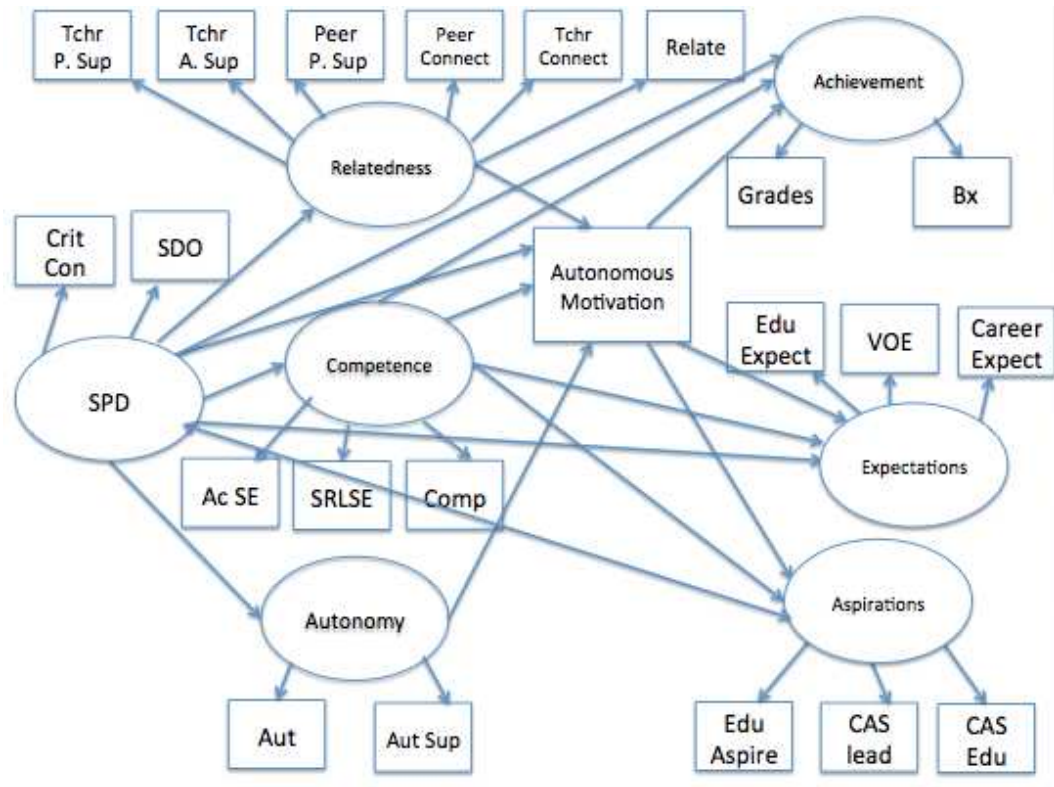 Tchr
P. Sup
Tchr
A. Sup
Peer
P. Sup
Peer
Connect
Tchr
Connect
Relate
Achievement
Relatedness
Grades
Bx
Crit
Con
SDO
Autonomous
Motivation
Edu
Expect
VOE
Career
Expect
Competence
SPD
Expectations
Ac SE
SRLSE
Comp
Aspirations
Autonomy
Aut
Aut Sup
Edu
Aspire
CAS
lead
CAS
Edu